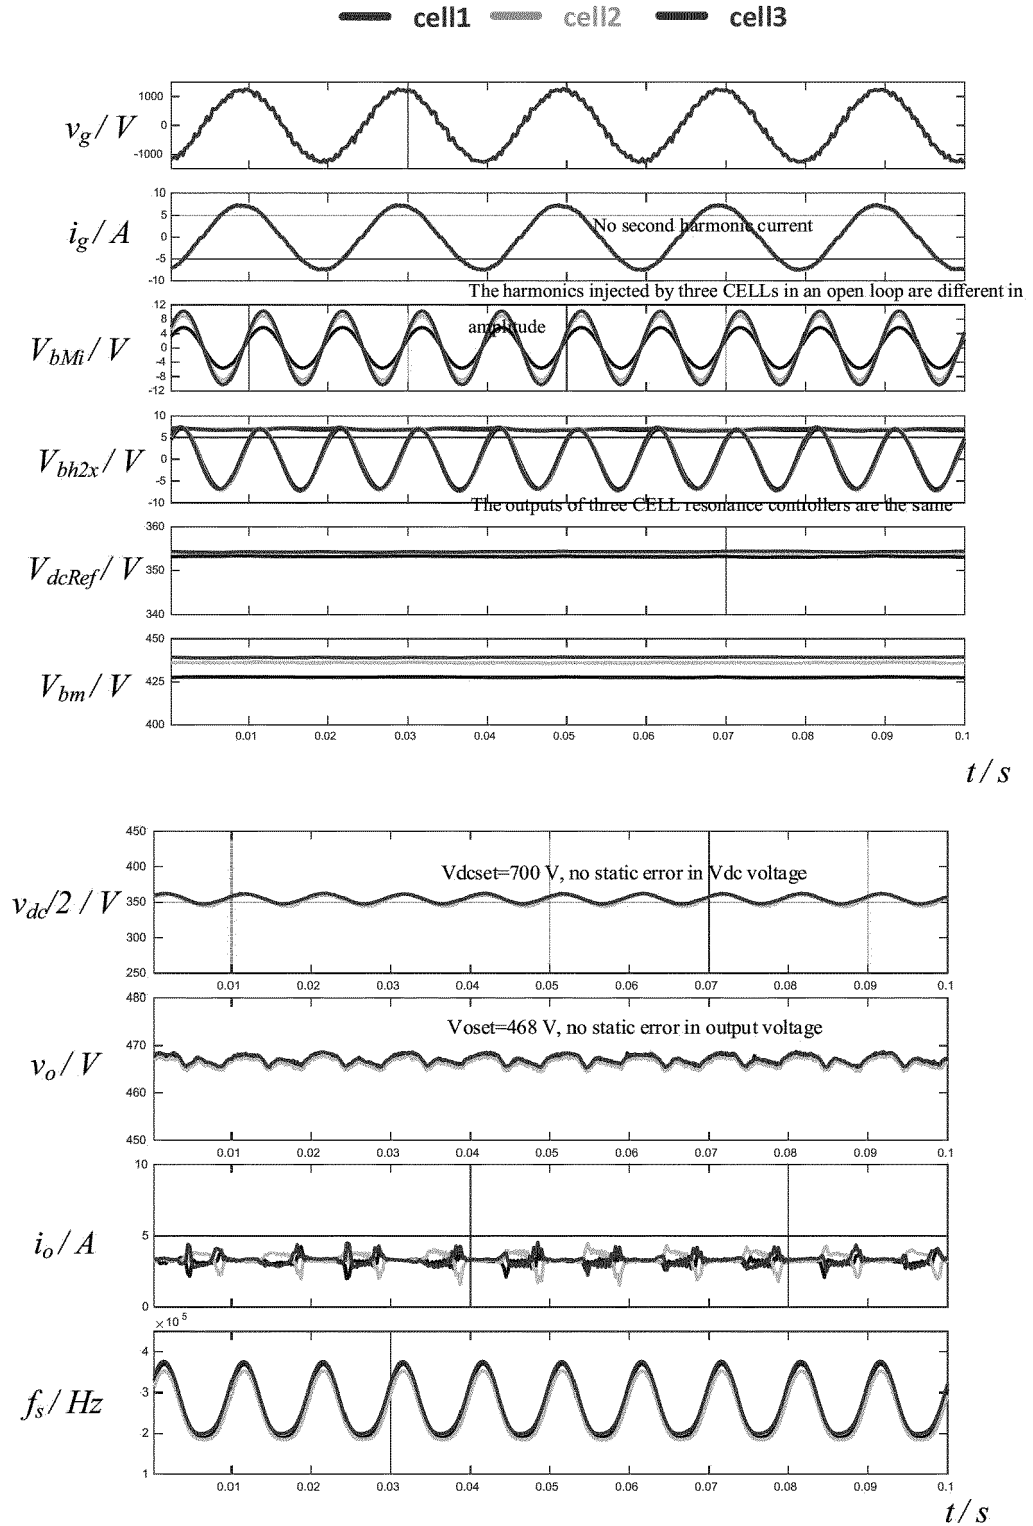 cell1 cell2 cell3
1000
0
-1000
v_g / V
10
5
0
-5
-10
i_g / A
No second harmonic current
The harmonics injected by three CELLs in an open loop are different in
amplitude
12
8
4
0
-4
-8
-12
V_bMi / V
10
5
0
-5
-10
V_bh2x / V
The outputs of three CELL resonance controllers are the same
360
350
340
V_dcRef / V
450
425
400
V_bm / V
0.01 0.02 0.03 0.04 0.05 0.06 0.07 0.08 0.09 0.1
t / s
450
400
350
300
250
v_dc/2 / V
Vdcset=700 V, no static error in Vdc voltage
0.01 0.02 0.03 0.04 0.05 0.06 0.07 0.08 0.09 0.1
480
470
460
450
v_o / V
Voset=468 V, no static error in output voltage
0.01 0.02 0.03 0.04 0.05 0.06 0.07 0.08 0.09 0.1
10
5
0
i_o / A
×10^5
4
3
2
1
f_s / Hz
0.01 0.02 0.03 0.04 0.05 0.06 0.07 0.08 0.09 0.1
t / s